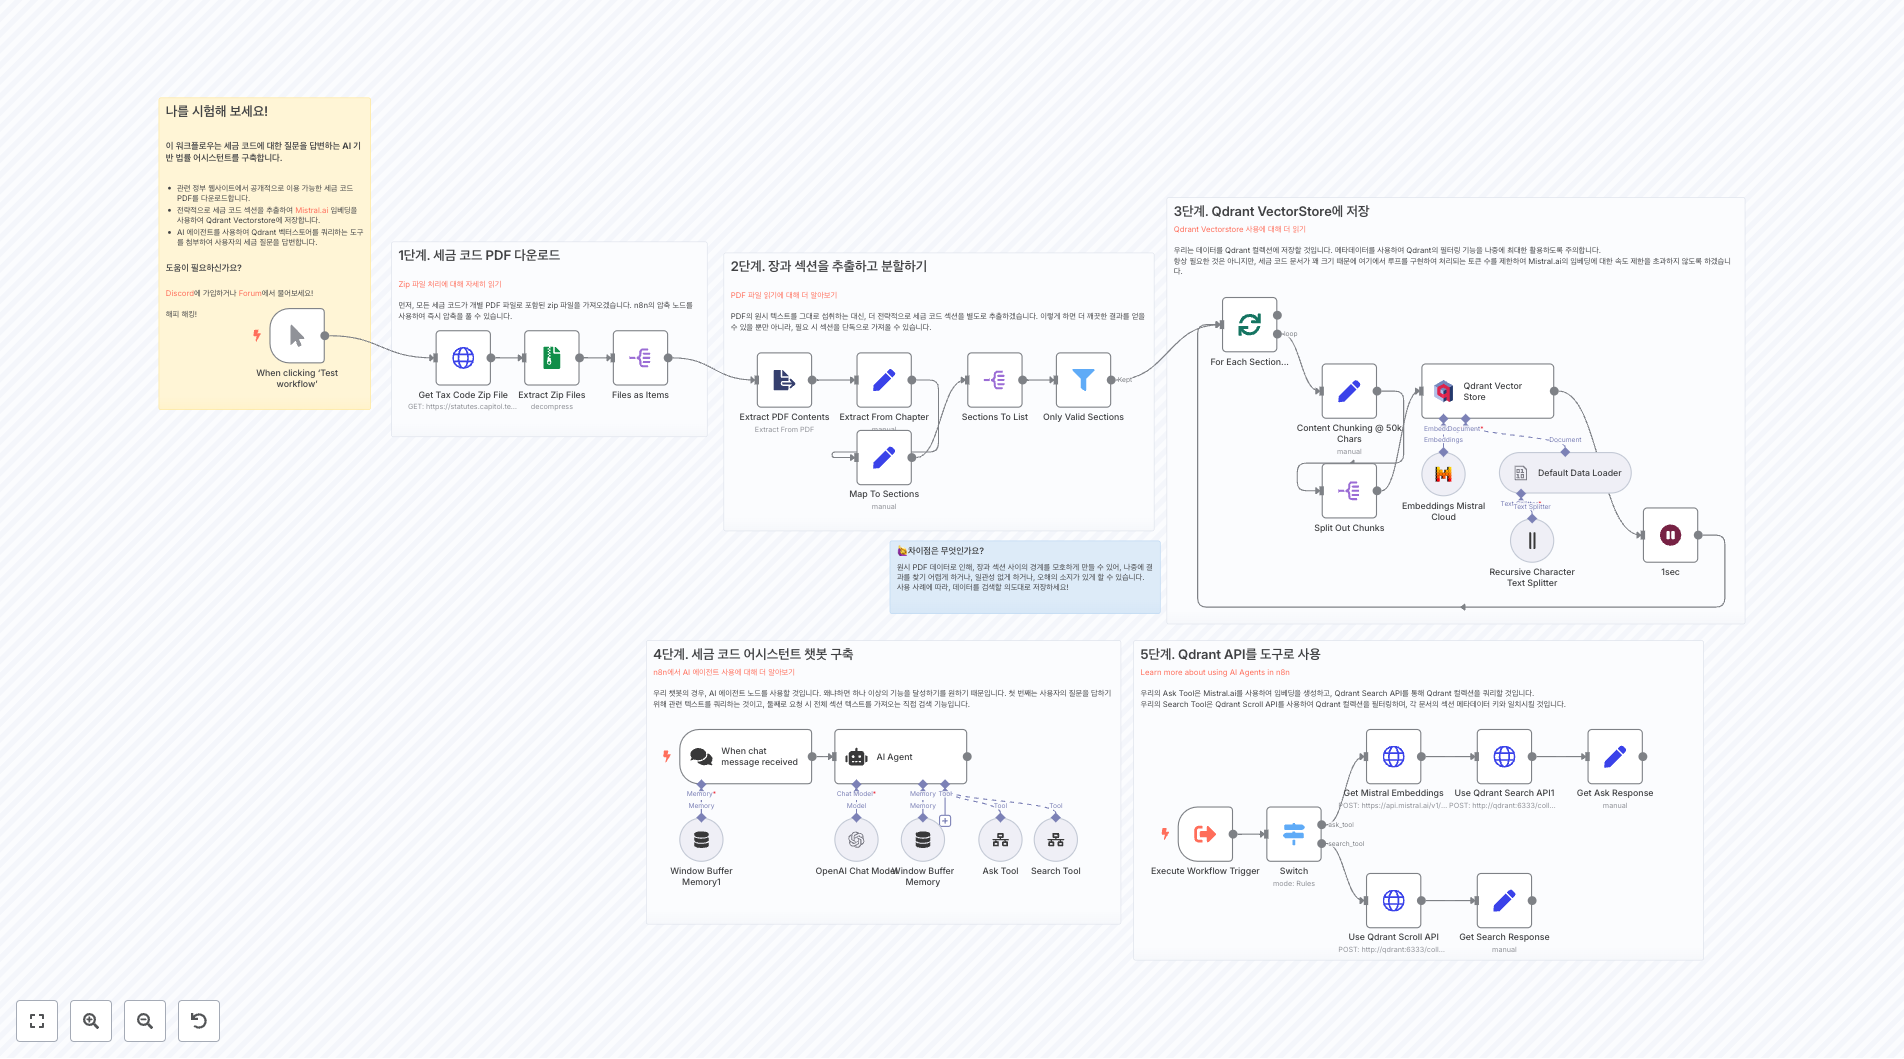 나를 시험해 보세요!
이 워크플로우는 세금 코드에 대한 질문을 답변하는 AI 기
반 법률 어시스턴트를 구축합니다.
관련 정부 웹사이트에서 공개적으로 이용 가능한 세금 코드
PDF를 다운로드합니다.
전략적으로 세금 코드 섹션을 추출하여 Mistral.ai 임베딩을
사용하여 Qdrant Vectorstore에 저장합니다.
AI 에이전트를 사용하여 Qdrant 벡터스토어를 쿼리하는 도구
를 첨부하여 사용자의 세금 질문을 답변합니다.
도움이 필요하신가요?
Discord에 가입하거나 Forum에서 물어보세요!
해피 해킹!
When clicking ‘Test
workflow’
1단계. 세금 코드 PDF 다운로드
Zip 파일 처리에 대해 자세히 읽기
먼저, 모든 세금 코드가 개별 PDF 파일로 포함된 zip 파일을 가져오겠습니다. n8n의 압축 노드를
사용하여 즉시 압축을 풀 수 있습니다.
Get Tax Code Zip File
GET: https://statutes.capitol.te...
Extract Zip Files
decompress
Files as Items
2단계. 장과 섹션을 추출하고 분할하기
PDF 파일 읽기에 대해 더 알아보기
PDF의 원시 텍스트를 그대로 섭취하는 대신, 더 전략적으로 세금 코드 섹션을 별도로 추출하겠습니다. 이렇게 하면 더 깨끗한 결과를 얻을
수 있을 뿐만 아니라, 필요 시 섹션을 단독으로 가져올 수 있습니다.
Extract PDF Contents
Extract From PDF
Extract From Chapter
manual
Map To Sections
manual
Sections To List
Only Valid Sections
Kept
🙋차이점은 무엇인가요?
원시 PDF 데이터로 인해, 장과 섹션 사이의 경계를 모호하게 만들 수 있어, 나중에 결
과를 찾기 어렵게 하거나, 일관성 없게 하거나, 오해의 소지가 있게 할 수 있습니다.
사용 사례에 따라, 데이터를 검색할 의도대로 저장하세요!
3단계. Qdrant VectorStore에 저장
Qdrant Vectorstore 사용에 대해 더 읽기
우리는 데이터를 Qdrant 컬렉션에 저장할 것입니다. 메타데이터를 사용하여 Qdrant의 필터링 기능을 나중에 최대한 활용하도록 주의합니다.
항상 필요한 것은 아니지만, 세금 코드 문서가 꽤 크기 때문에 여기에서 루프를 구현하여 처리되는 토큰 수를 제한하여 Mistral.ai의 임베딩에 대한 속도 제한을 초과하지 않도록 하겠습니
다.
For Each Section...
loop
Content Chunking @ 50k
Chars
manual
Split Out Chunks
Qdrant Vector
Store
Document*
Embeddings
Document
Embeddings Mistral
Cloud
Default Data Loader
Text Splitter
Recursive Character
Text Splitter
1sec
4단계. 세금 코드 어시스턴트 챗봇 구축
n8n에서 AI 에이전트 사용에 대해 더 알아보기
우리 챗봇의 경우, AI 에이전트 노드를 사용할 것입니다. 왜냐하면 하나 이상의 기능을 달성하기를 원하기 때문입니다. 첫 번째는 사용자의 질문을 답하기
위해 관련 텍스트를 쿼리하는 것이고, 둘째로 요청 시 전체 섹션 텍스트를 가져오는 직접 검색 기능입니다.
When chat
message received
Memory*
Memory
Window Buffer
Memory1
AI Agent
Chat Model*
Model
Memory
Tool
Memory
Tool
Tool
OpenAI Chat Model
Window Buffer
Memory
Ask Tool
Search Tool
5단계. Qdrant API를 도구로 사용
Learn more about using AI Agents in n8n
우리의 Ask Tool은 Mistral.ai를 사용하여 임베딩을 생성하고, Qdrant Search API를 통해 Qdrant 컬렉션을 쿼리할 것입니다.
우리의 Search Tool은 Qdrant Scroll API를 사용하여 Qdrant 컬렉션을 필터링하며, 각 문서의 섹션 메타데이터 키와 일치시킬 것입니다.
Execute Workflow Trigger
Switch
mode: Rules
ask_tool
search_tool
Get Mistral Embeddings
POST: https://api.mistral.ai/v1/...
Use Qdrant Search API1
POST: http://qdrant:6333/coll...
Get Ask Response
manual
Use Qdrant Scroll API
POST: http://qdrant:6333/coll...
Get Search Response
manual